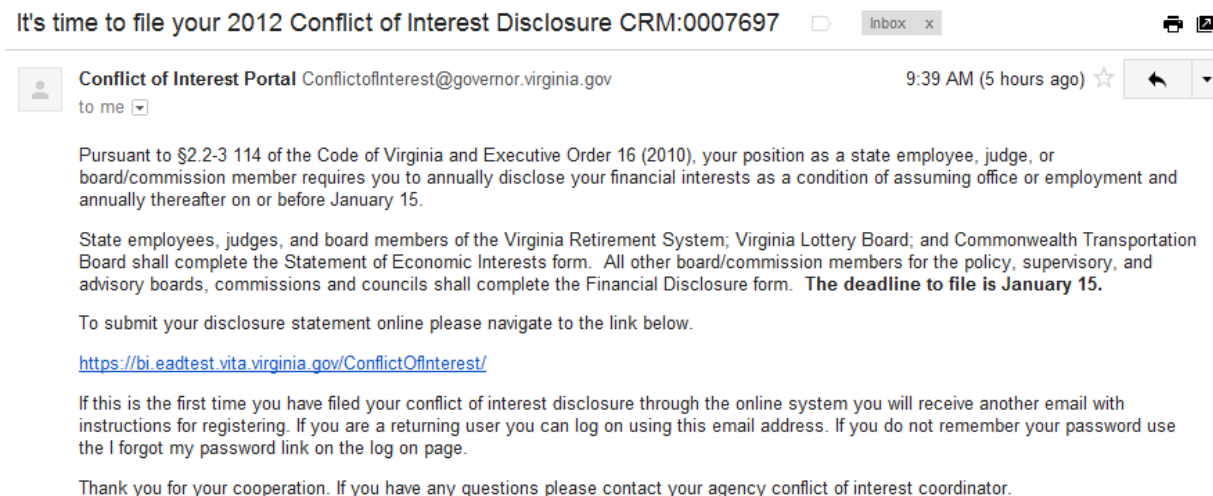 It's time to file your 2012 Conflict of Interest Disclosure CRM:0007697 Inbox x
Conflict of Interest Portal ConflictofInterest@governor.virginia.gov 9:39 AM (5 hours ago)
to me
Pursuant to §2.2-3 114 of the Code of Virginia and Executive Order 16 (2010), your position as a state employee, judge, or
board/commission member requires you to annually disclose your financial interests as a condition of assuming office or employment and
annually thereafter on or before January 15.
State employees, judges, and board members of the Virginia Retirement System; Virginia Lottery Board; and Commonwealth Transportation
Board shall complete the Statement of Economic Interests form. All other board/commission members for the policy, supervisory, and
advisory boards, commissions and councils shall complete the Financial Disclosure form. The deadline to file is January 15.
To submit your disclosure statement online please navigate to the link below.
https://bi.eadtest.vita.virginia.gov/ConflictOfInterest/
If this is the first time you have filed your conflict of interest disclosure through the online system you will receive another email with
instructions for registering. If you are a returning user you can log on using this email address. If you do not remember your password use
the I forgot my password link on the log on page.
Thank you for your cooperation. If you have any questions please contact your agency conflict of interest coordinator.